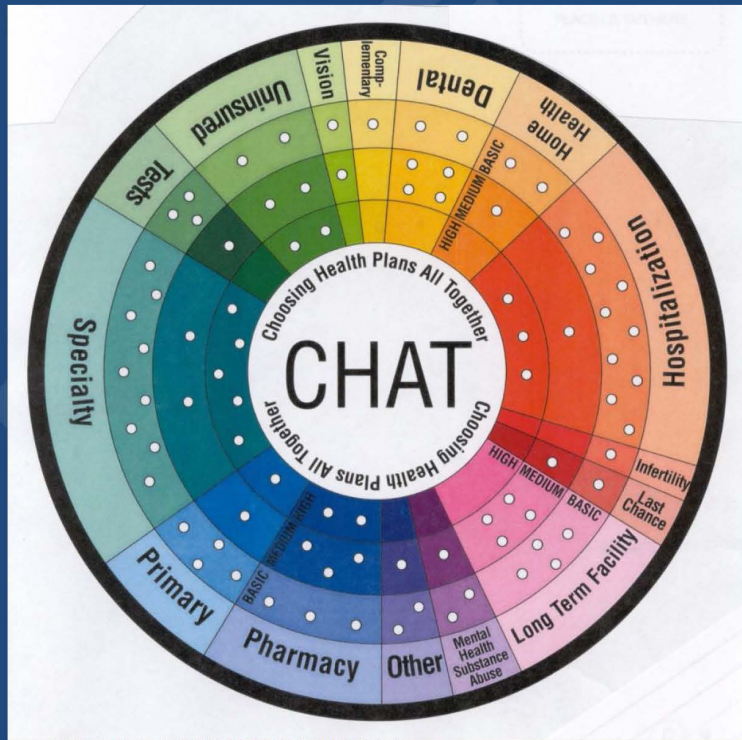 CHAT
Choosing Health Plans All Together
Choosing Health Plans All Together
Comp-
lementary
Dental
Home
Health
Hospitalization
Infertility
Last
Chance
Long Term Facility
Mental
Health
Substance
Abuse
Other
Pharmacy
Primary
Specialty
Tests
Uninsured
Vision
HIGH
MEDIUM
BASIC
HIGH
MEDIUM
BASIC
HIGH
MEDIUM
BASIC